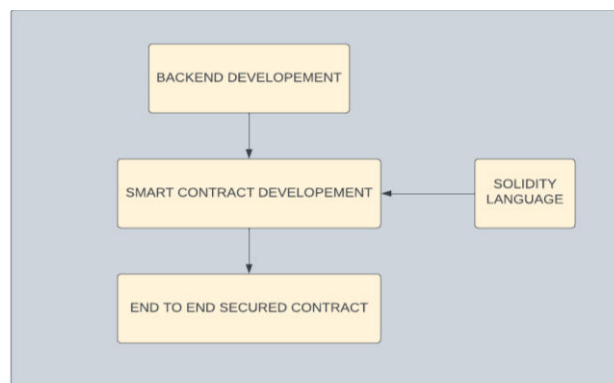 BACKEND DEVELOPEMENT
SMART CONTRACT DEVELOPEMENT
SOLIDITY
LANGUAGE
END TO END SECURED CONTRACT